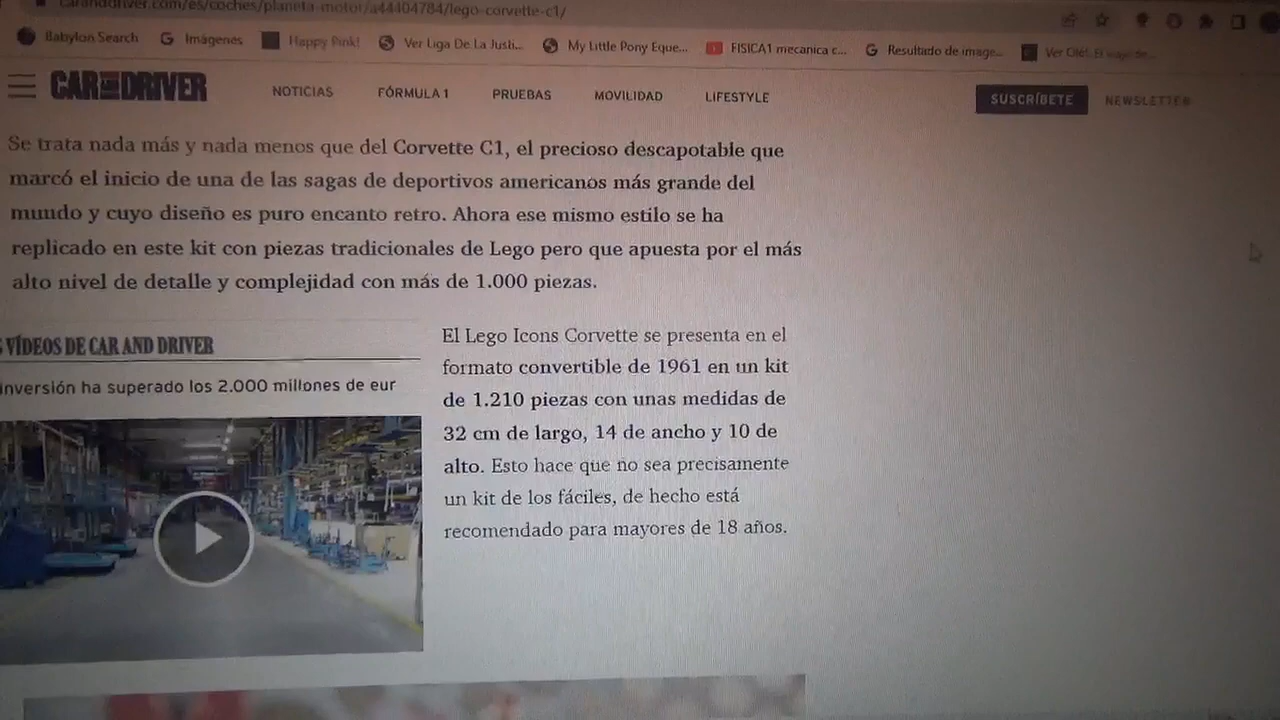 caranddriver.com/es/coches/planeta-motor/a44404784/lego-corvette-c1/
Babylon Search Imágenes Happy Pink! Ver Liga De La Justi... My Little Pony Eque... FISICA1 mecanica c... Resultado de image... Ver Olé!. El viaje de...
CAR AND DRIVER NOTICIAS FÓRMULA 1 PRUEBAS MOVILIDAD LIFESTYLE SUSCRÍBETE NEWSLETTER
Se trata nada más y nada menos que del Corvette C1, el precioso descapotable que
marcó el inicio de una de las sagas de deportivos americanos más grande del
mundo y cuyo diseño es puro encanto retro. Ahora ese mismo estilo se ha
replicado en este kit con piezas tradicionales de Lego pero que apuesta por el más
alto nivel de detalle y complejidad con más de 1.000 piezas.
VÍDEOS DE CAR AND DRIVER
inversión ha superado los 2.000 millones de eur
El Lego Icons Corvette se presenta en el
formato convertible de 1961 en un kit
de 1.210 piezas con unas medidas de
32 cm de largo, 14 de ancho y 10 de
alto. Esto hace que no sea precisamente
un kit de los fáciles, de hecho está
recomendado para mayores de 18 años.